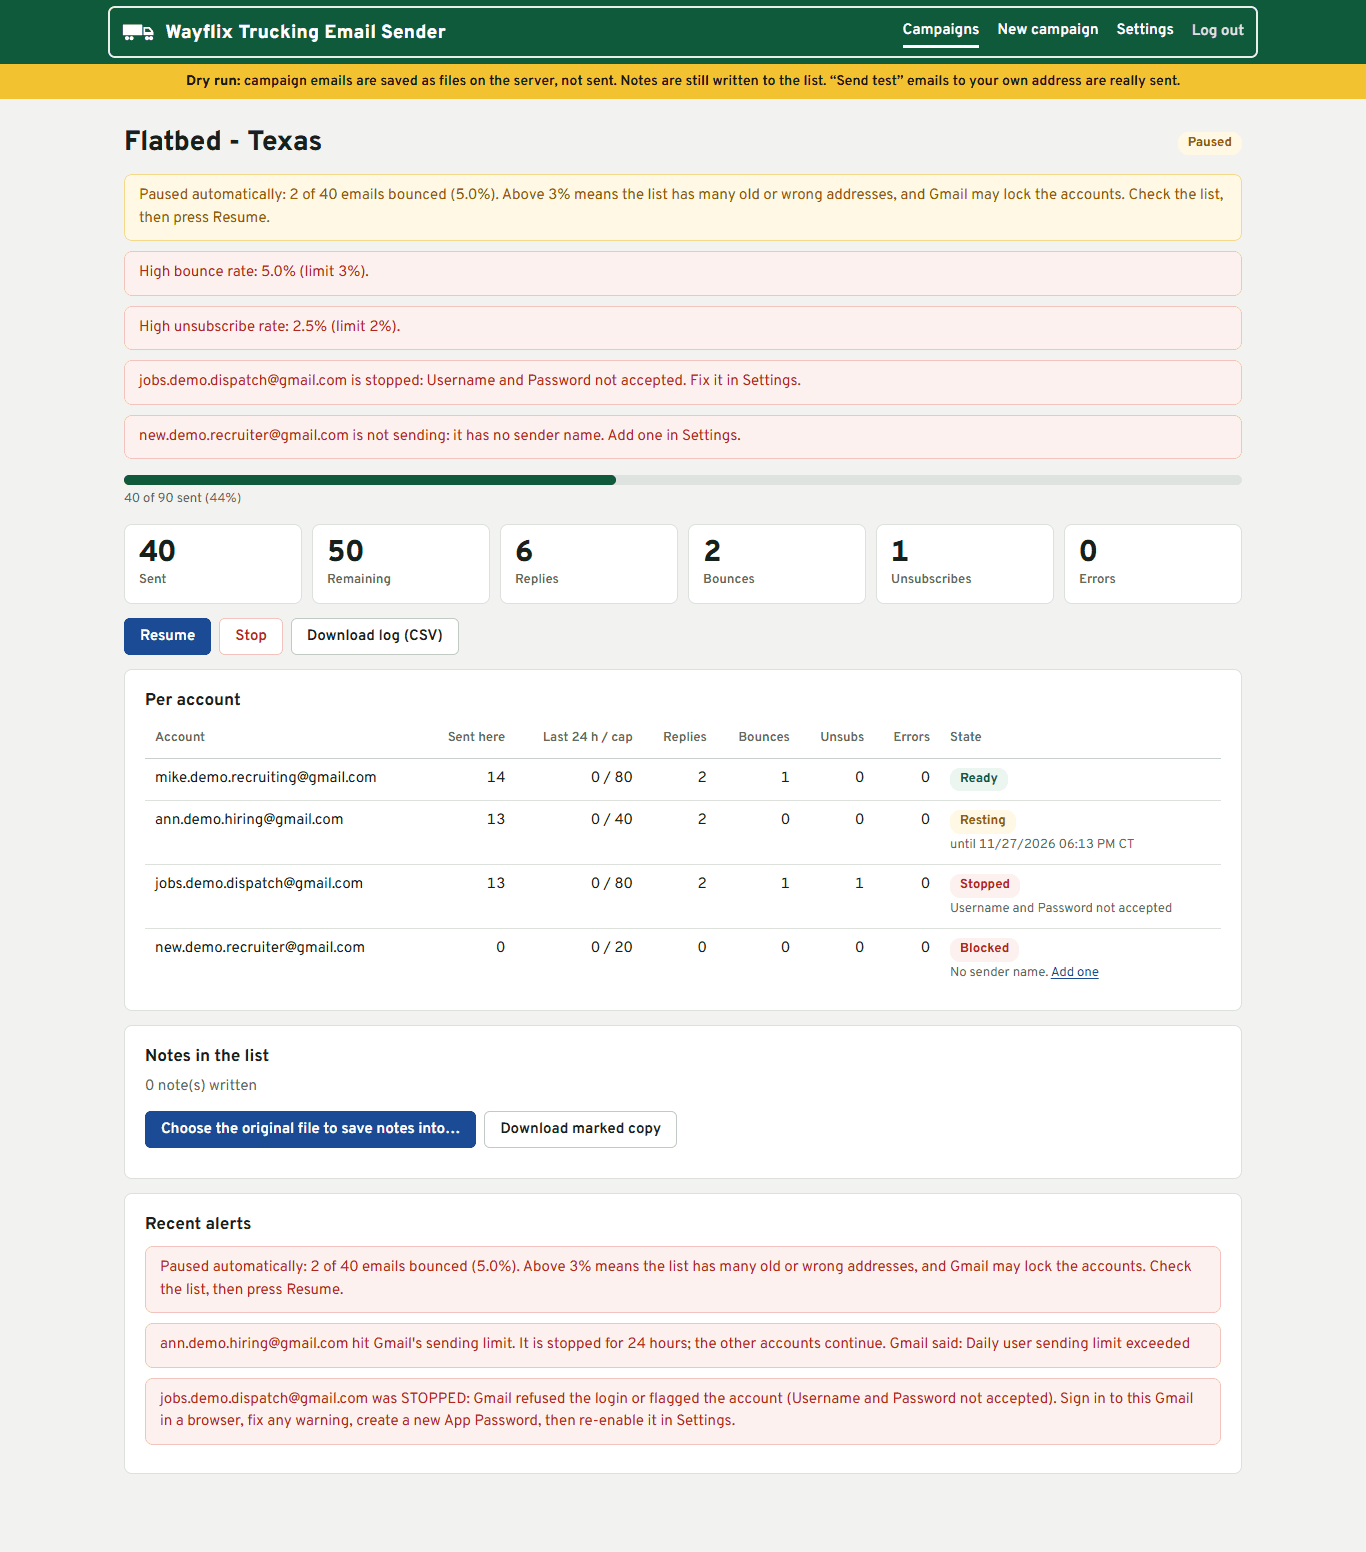 Wayflix Trucking Email Sender
Campaigns New campaign Settings Log out
Dry run: campaign emails are saved as files on the server, not sent. Notes are still written to the list. “Send test” emails to your own address are really sent.
Flatbed - Texas
Paused
Paused automatically: 2 of 40 emails bounced (5.0%). Above 3% means the list has many old or wrong addresses, and Gmail may lock the accounts. Check the list,
then press Resume.
High bounce rate: 5.0% (limit 3%).
High unsubscribe rate: 2.5% (limit 2%).
jobs.demo.dispatch@gmail.com is stopped: Username and Password not accepted. Fix it in Settings.
new.demo.recruiter@gmail.com is not sending: it has no sender name. Add one in Settings.
40 of 90 sent (44%)
40 50 6 2 1 0
Sent Remaining Replies Bounces Unsubscribes Errors
Resume Stop Download log (CSV)
Per account
Account Sent here Last 24 h / cap Replies Bounces Unsubs Errors State
mike.demo.recruiting@gmail.com 14 0 / 80 2 1 0 0 Ready
ann.demo.hiring@gmail.com 13 0 / 40 2 0 0 0 Resting
until 11/27/2026 06:13 PM CT
jobs.demo.dispatch@gmail.com 13 0 / 80 2 1 1 0 Stopped
Username and Password not accepted
new.demo.recruiter@gmail.com 0 0 / 20 0 0 0 0 Blocked
No sender name. Add one
Notes in the list
0 note(s) written
Choose the original file to save notes into... Download marked copy
Recent alerts
Paused automatically: 2 of 40 emails bounced (5.0%). Above 3% means the list has many old or wrong addresses, and Gmail may lock the accounts. Check
the list, then press Resume.
ann.demo.hiring@gmail.com hit Gmail's sending limit. It is stopped for 24 hours; the other accounts continue. Gmail said: Daily user sending limit exceeded
jobs.demo.dispatch@gmail.com was STOPPED: Gmail refused the login or flagged the account (Username and Password not accepted). Sign in to this Gmail
in a browser, fix any warning, create a new App Password, then re-enable it in Settings.